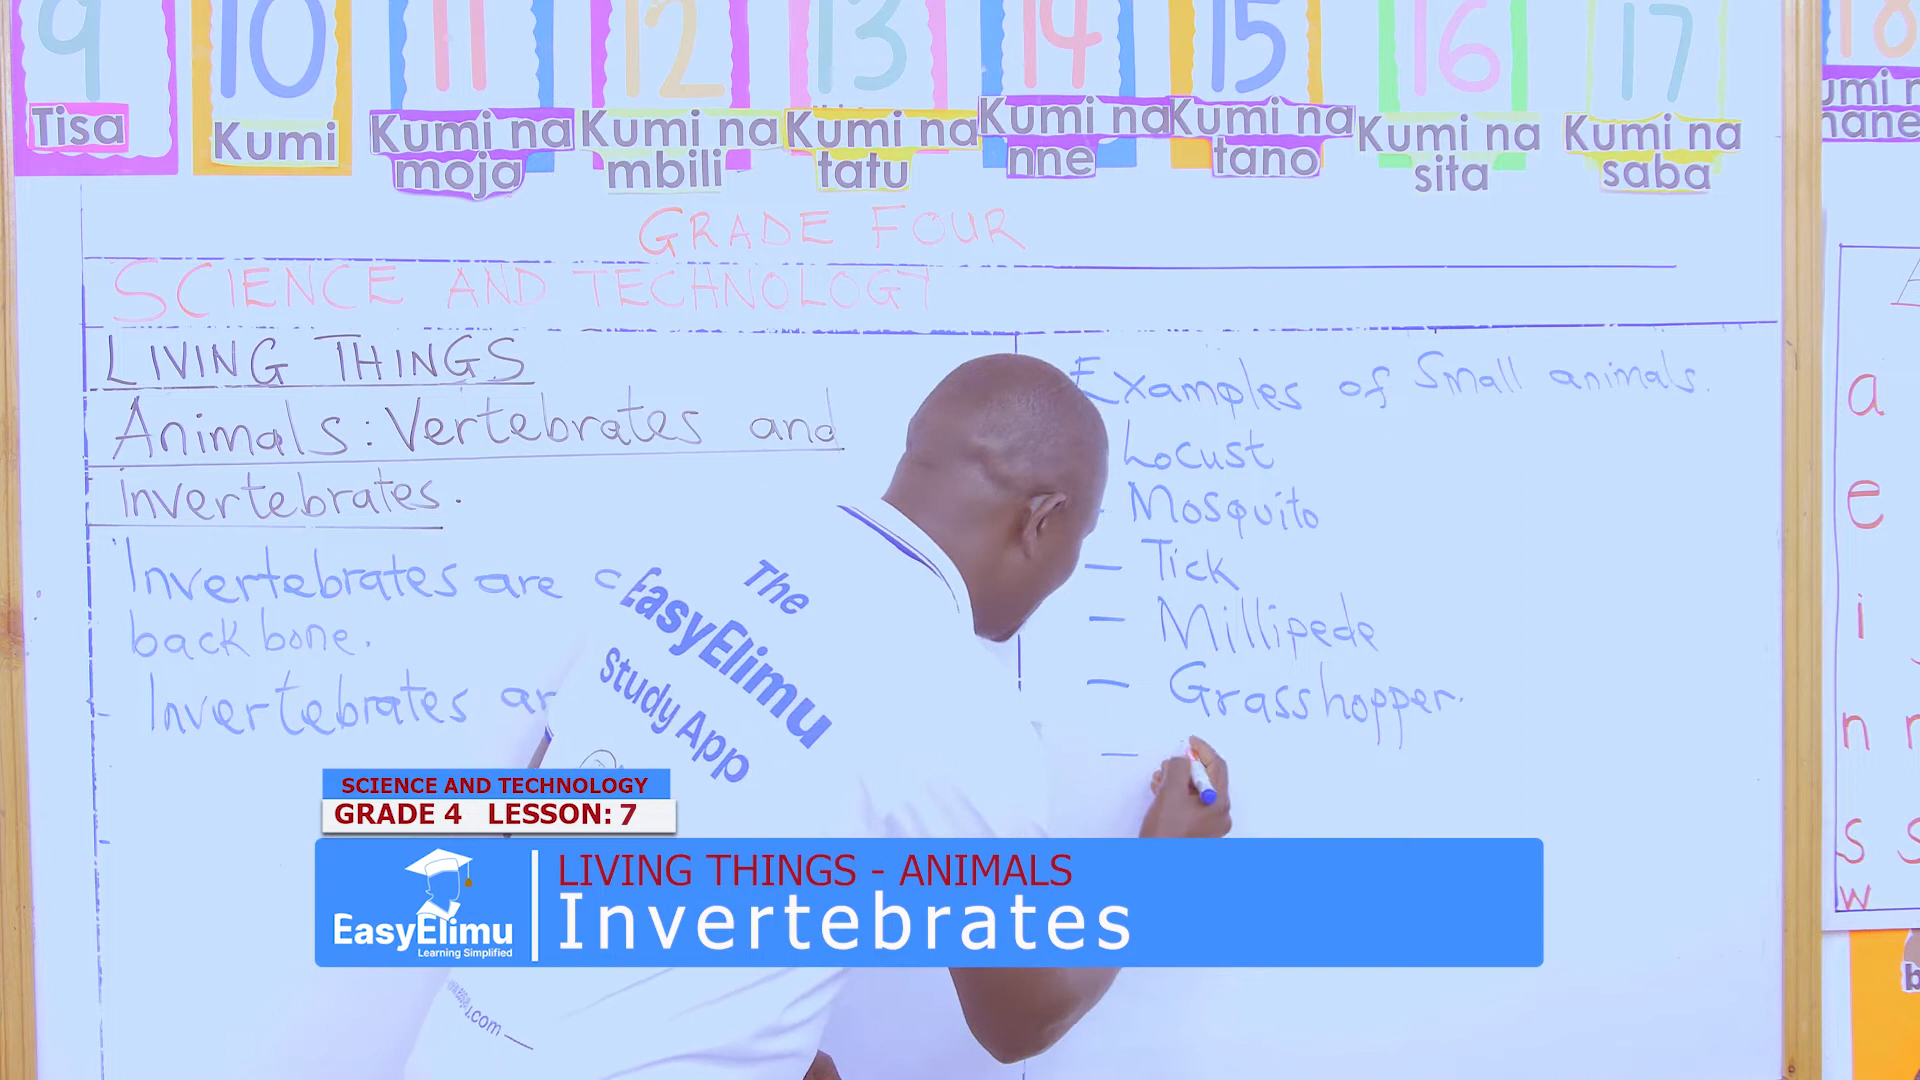 9 10 11 12 13 14 15 16 17 18
Tisa Kumi Kumi na moja Kumi na mbili Kumi na tatu Kumi na nne Kumi na tano Kumi na sita Kumi na saba
GRADE FOUR
SCIENCE AND TECHNOLOGY
LIVING THINGS
Animals: Vertebrates and
invertebrates.
Invertebrates are
back bone.
Invertebrates
Examples of Small animals.
Locust
- Mosquito
- Tick
- Millipede
- Grasshopper.
-
The
EasyElimu
Study App
.com
a
e
i
n
s s
w
SCIENCE AND TECHNOLOGY
GRADE 4 LESSON: 7
EasyElimu
Learning Simplified
LIVING THINGS - ANIMALS
Invertebrates